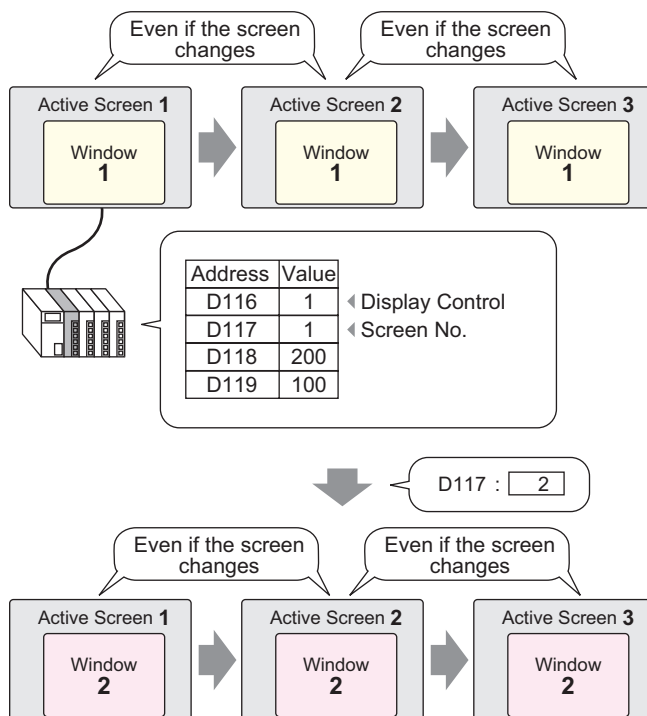 Even if the screen
changes
Even if the screen
changes
Active Screen 1
Active Screen 2
Active Screen 3
Window
1
Window
1
Window
1
Address Value
D116 1 Display Control
D117 1 Screen No.
D118 200
D119 100
D117 : 2
Even if the screen
changes
Even if the screen
changes
Active Screen 1
Active Screen 2
Active Screen 3
Window
2
Window
2
Window
2